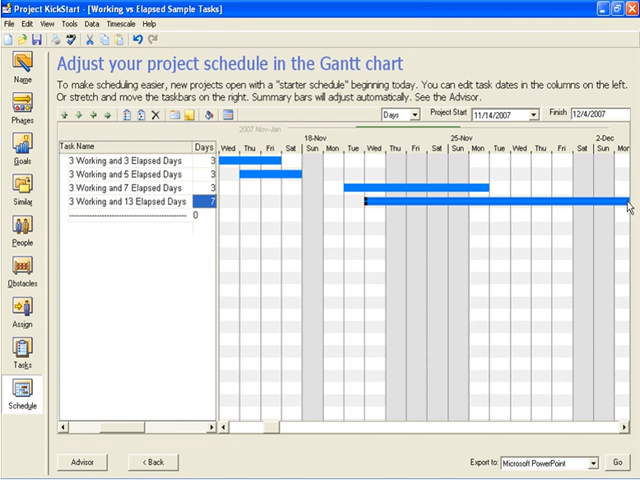 Project KickStart - [Working vs Elapsed Sample Tasks]
File Edit View Tools Data Timescale Help
Name
Phases
Goals
Similar
People
Obstacles
Assign
Tasks
Schedule
Adjust your project schedule in the Gantt chart
To make scheduling easier, new projects open with a "starter schedule" beginning today. You can edit task dates in the columns on the left.
Or stretch and move the taskbars on the right. Summary bars will adjust automatically. See the Advisor.
Days Project Start 11/14/2007 Finish 12/4/2007
2007 Nov-Jan
18-Nov 25-Nov 2-Dec
Task Name Days Wed Thu Fri Sat Sun Mon Tue Wed Thu Fri Sat Sun Mon Tue Wed Thu Fri Sat Sun Mon
3 Working and 3 Elapsed Days 3
3 Working and 5 Elapsed Days 3
3 Working and 7 Elapsed Days 3
3 Working and 13 Elapsed Days 7
0
Advisor < Back Export to: Microsoft PowerPoint Go